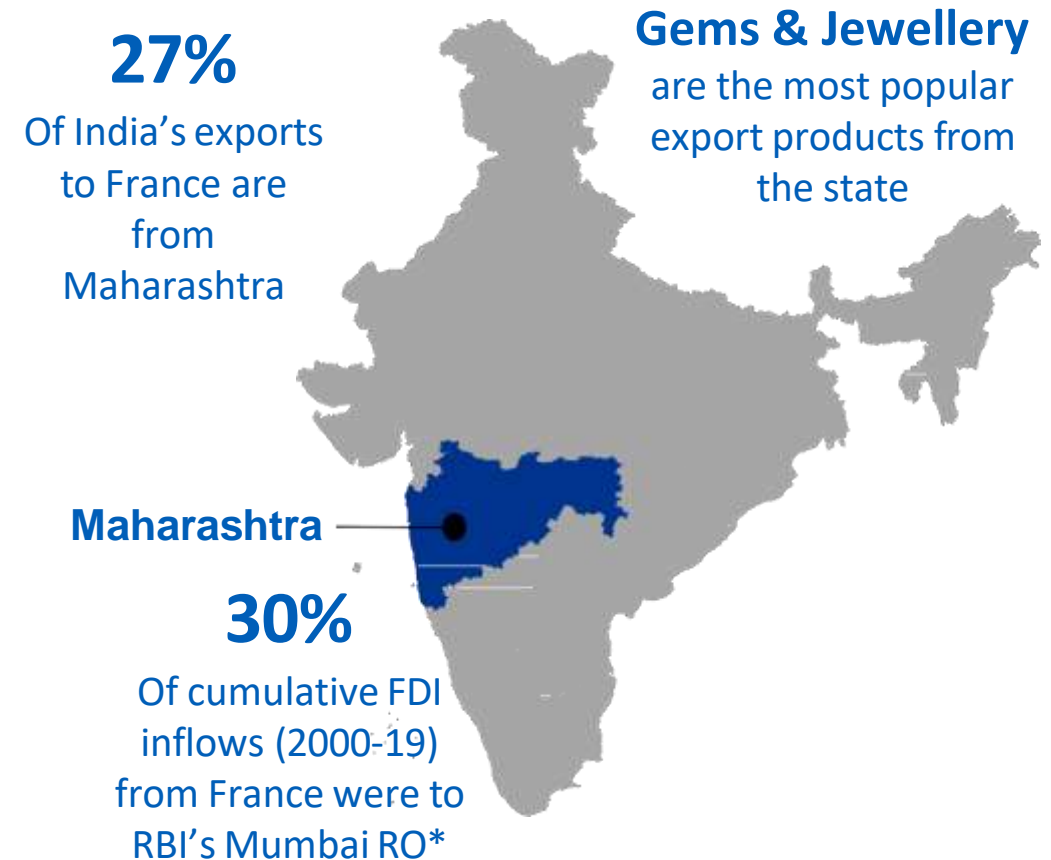 27%
Of India's exports
to France are
from
Maharashtra
Gems & Jewellery
are the most popular
export products from
the state
Maharashtra
30%
Of cumulative FDI
inflows (2000-19)
from France were to
RBI's Mumbai RO*